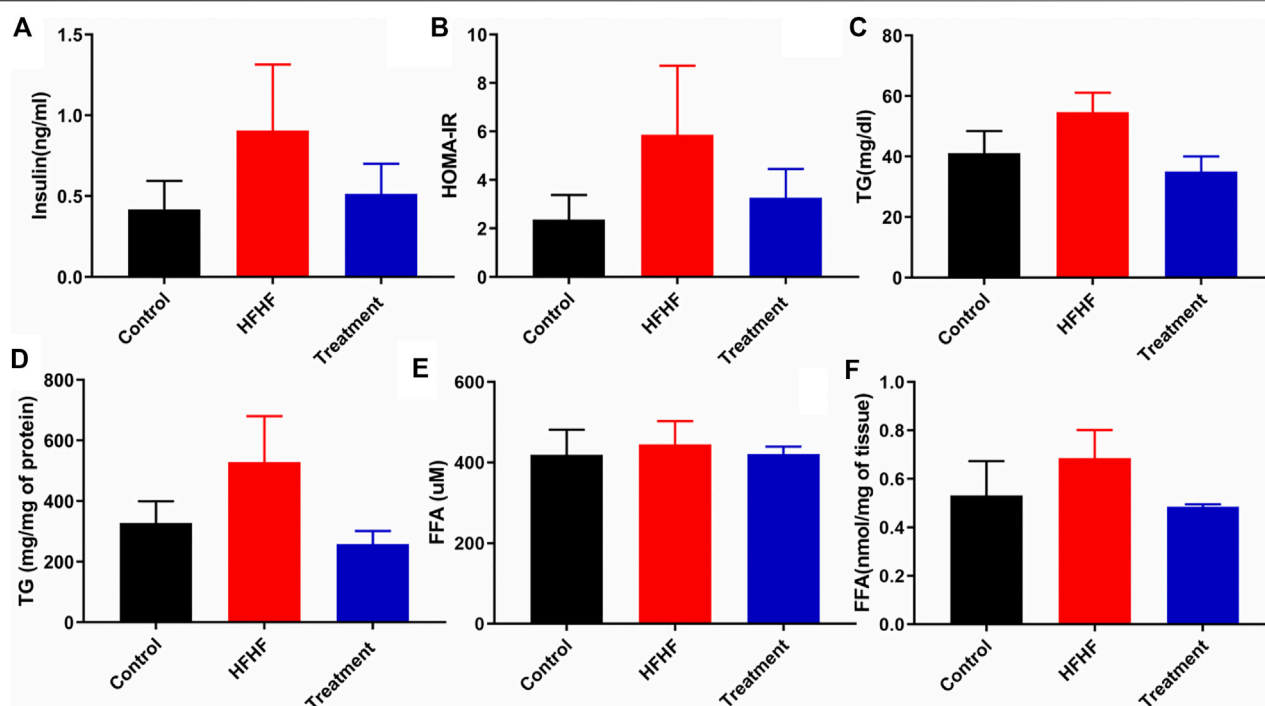 A
Insulin(ng/ml)
1.5
1.0
0.5
0.0
Control
HFHF
Treatment
B
HOMA-IR
10
8
6
4
2
0
Control
HFHF
Treatment
C
TG(mg/dl)
80
60
40
20
0
Control
HFHF
Treatment
D
TG (mg/mg of protein)
800
600
400
200
0
Control
HFHF
Treatment
E
FFA (uM)
600
400
200
0
Control
HFHF
Treatment
F
FFA(nmol/mg of tissue)
1.0
0.8
0.6
0.4
0.2
0.0
Control
HFHF
Treatment